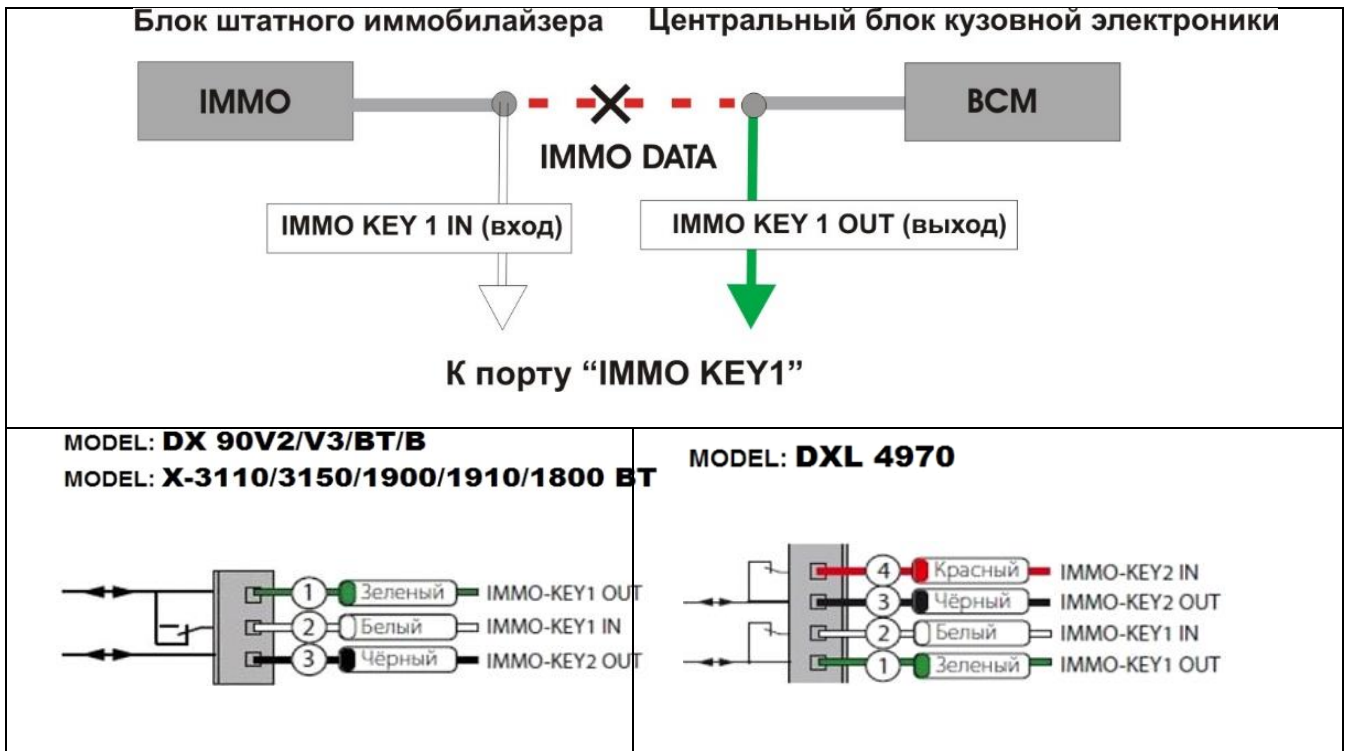 Блок штатного иммобилайзера
Центральный блок кузовной электроники
IMMO
BCM
IMMO DATA
IMMO KEY 1 IN (вход)
IMMO KEY 1 OUT (выход)
К порту “IMMO KEY1”
MODEL: DX 90V2/V3/BT/B
MODEL: X-3110/3150/1900/1910/1800 BT
1 Зеленый IMMO-KEY1 OUT
2 Белый IMMO-KEY1 IN
3 Чёрный IMMO-KEY2 OUT
MODEL: DXL 4970
4 Красный IMMO-KEY2 IN
3 Чёрный IMMO-KEY2 OUT
2 Белый IMMO-KEY1 IN
1 Зеленый IMMO-KEY1 OUT